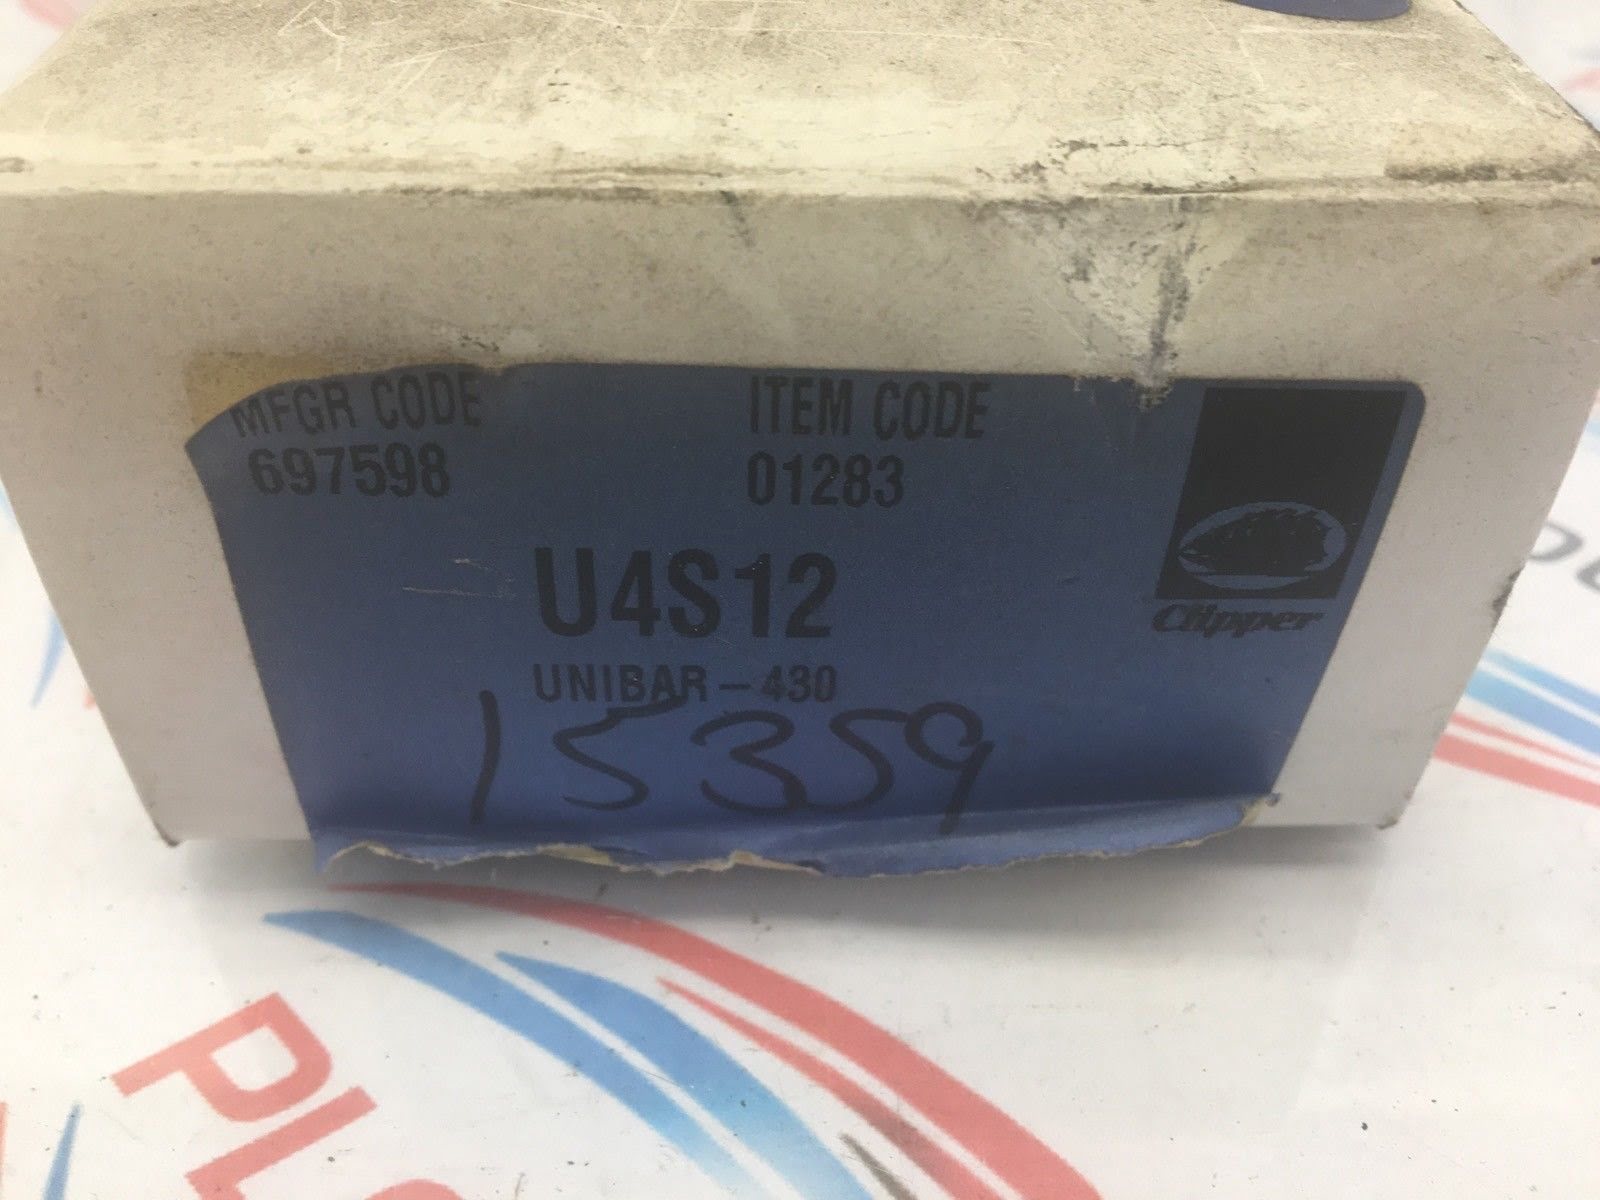 MFGR CODE ITEM CODE
697598 01283
U4S12
Clipper
UNIBAR-430
15359